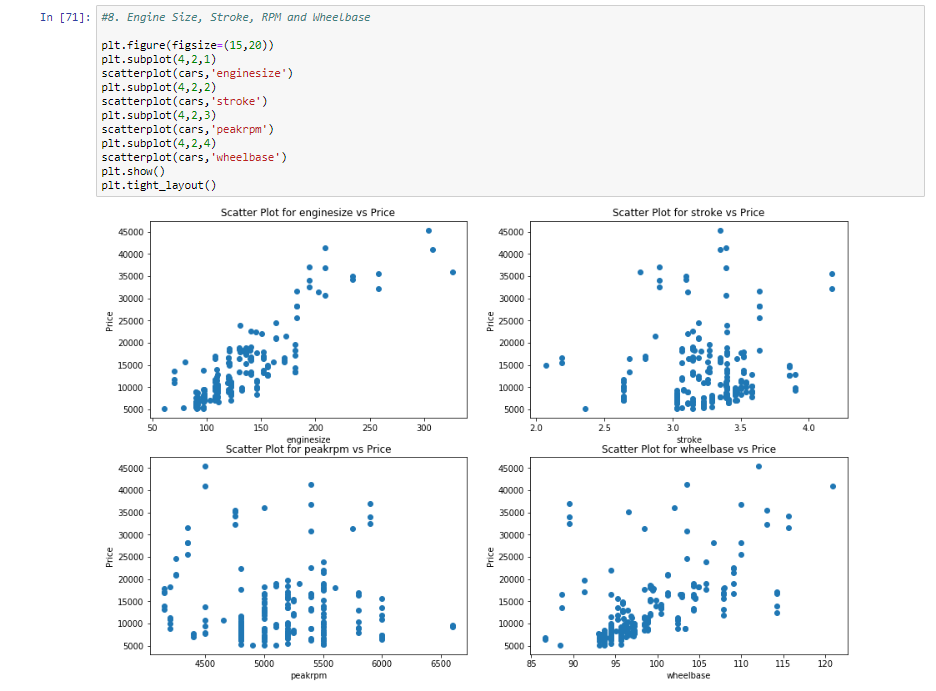 In [71]: #8. Engine Size, Stroke, RPM and Wheelbase
plt.figure(figsize=(15,20))
plt.subplot(4,2,1)
scatterplot(cars,'enginesize')
plt.subplot(4,2,2)
scatterplot(cars,'stroke')
plt.subplot(4,2,3)
scatterplot(cars,'peakrpm')
plt.subplot(4,2,4)
scatterplot(cars,'wheelbase')
plt.show()
plt.tight_layout()
Scatter Plot for enginesize vs Price
45000
40000
35000
30000
25000
20000
15000
10000
5000
Price
50 100 150 200 250 300
enginesize
Scatter Plot for stroke vs Price
45000
40000
35000
30000
25000
20000
15000
10000
5000
Price
2.0 2.5 3.0 3.5 4.0
stroke
Scatter Plot for peakrpm vs Price
45000
40000
35000
30000
25000
20000
15000
10000
5000
Price
4500 5000 5500 6000 6500
peakrpm
Scatter Plot for wheelbase vs Price
45000
40000
35000
30000
25000
20000
15000
10000
5000
Price
85 90 95 100 105 110 115 120
wheelbase